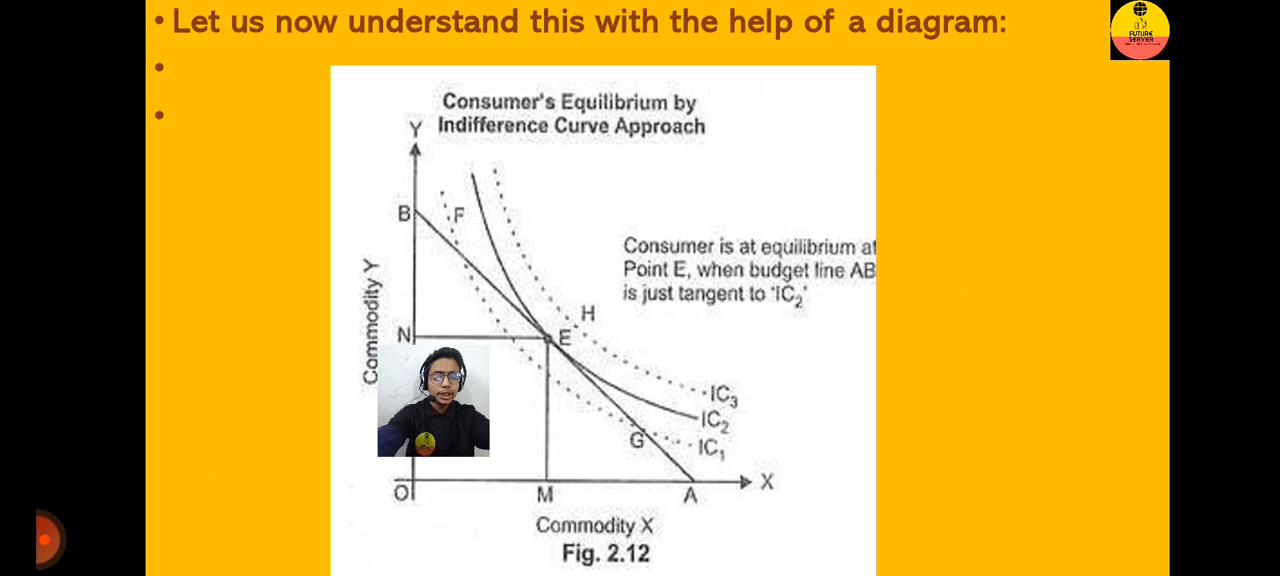 • Let us now understand this with the help of a diagram:
•
•
FUTURE
SERVER
Consumer's Equilibrium by
Indifference Curve Approach
Y
B
F
Consumer is at equilibrium at
Point E, when budget line AB
is just tangent to 'IC₂'
Commodity Y
H
N
E
IC₃
IC₂
G
IC₁
X
O
M
A
Commodity X
Fig. 2.12